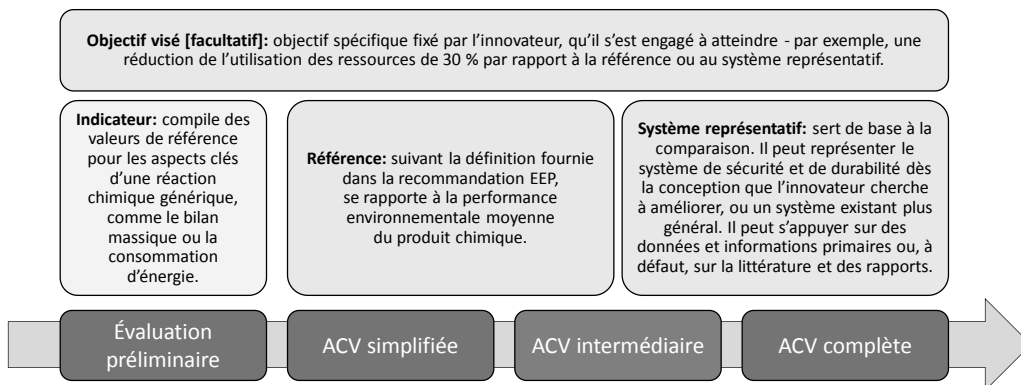 Objectif visé [facultatif]: objectif spécifique fixé par l’innovateur, qu’il s’est engagé à atteindre - par exemple, une
réduction de l’utilisation des ressources de 30 % par rapport à la référence ou au système représentatif.
Indicateur: compile des
valeurs de référence
pour les aspects clés
d’une réaction
chimique générique,
comme le bilan
massique ou la
consommation
d’énergie.
Référence: suivant la définition fournie
dans la recommandation EEP,
se rapporte à la performance
environnementale moyenne
du produit chimique.
Système représentatif: sert de base à la
comparaison. Il peut représenter le
système de sécurité et de durabilité dès
la conception que l’innovateur cherche
à améliorer, ou un système existant plus
général. Il peut s’appuyer sur des
données et informations primaires ou, à
défaut, sur la littérature et des rapports.
Évaluation
préliminaire
ACV simplifiée
ACV intermédiaire
ACV complète